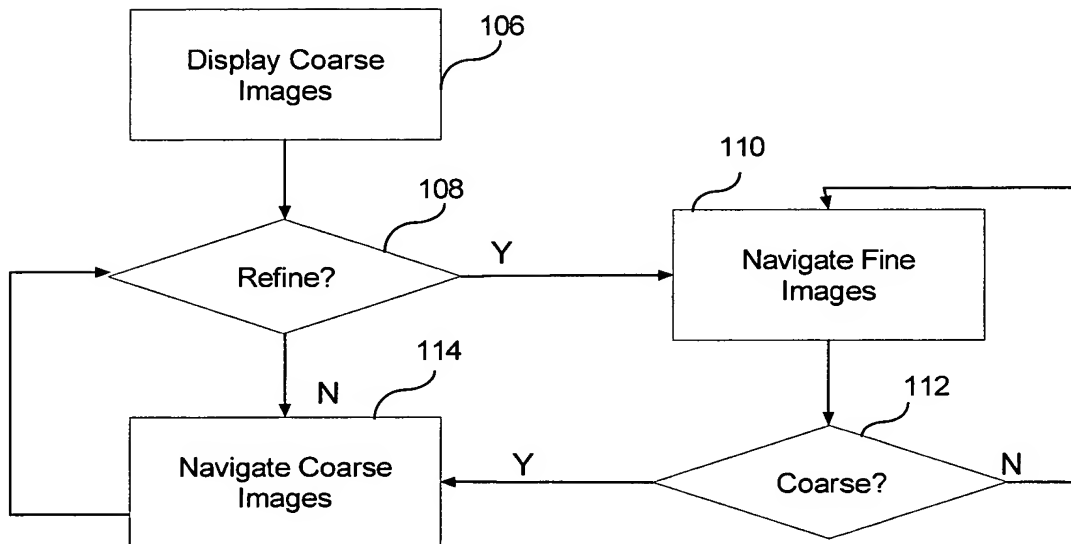 106
Display Coarse
Images
108
Refine?
Y
N
110
Navigate Fine
Images
112
Coarse?
Y
N
114
Navigate Coarse
Images